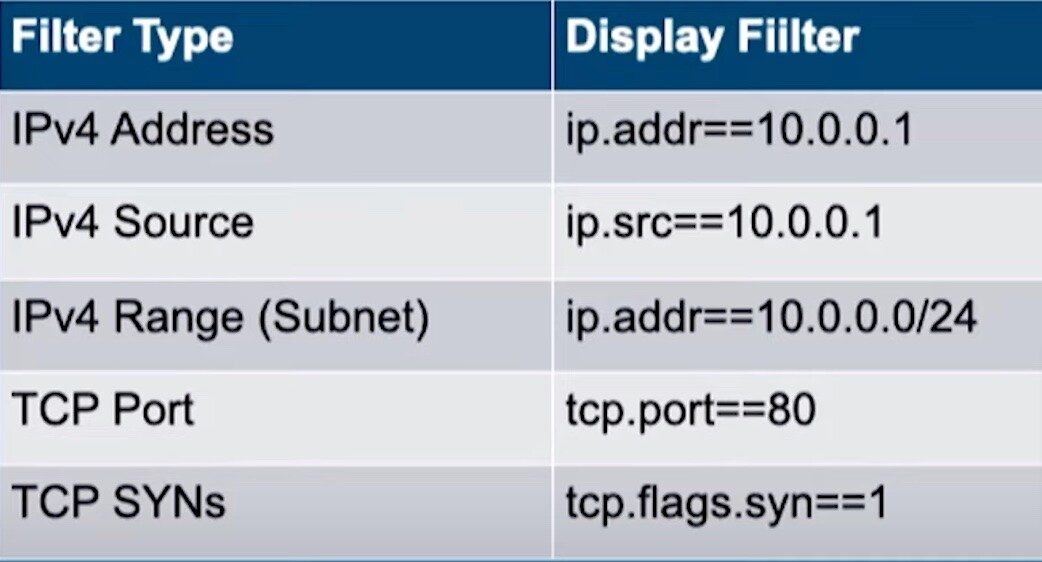 Filter Type Display Fiilter
IPv4 Address ip.addr==10.0.0.1
IPv4 Source ip.src==10.0.0.1
IPv4 Range (Subnet) ip.addr==10.0.0.0/24
TCP Port tcp.port==80
TCP SYNs tcp.flags.syn==1